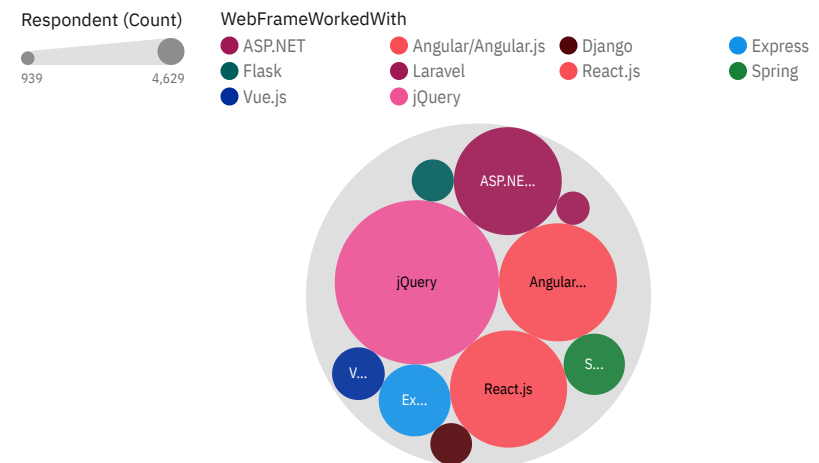 Respondent (Count)
939
4,629
WebFrameWorkedWith
ASP.NET
Angular/Angular.js
Django
Express
Flask
Laravel
React.js
Spring
Vue.js
jQuery
ASP.NE...
jQuery
Angular...
S...
V...
React.js
Ex...